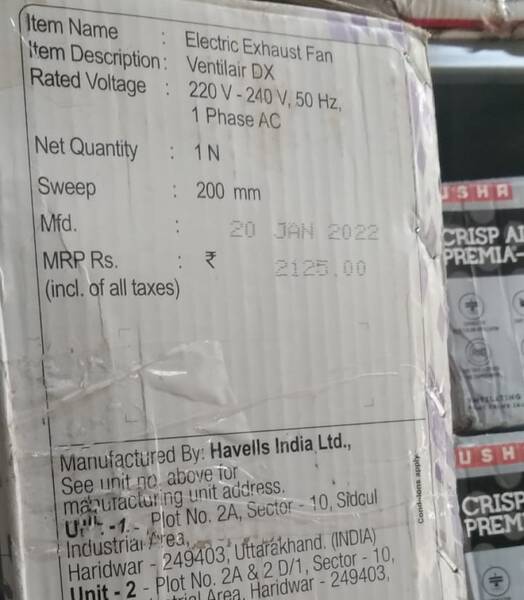 Item Name : Electric Exhaust Fan
Item Description : Ventilair DX
Rated Voltage : 220 V - 240 V, 50 Hz,
1 Phase AC
Net Quantity : 1 N
Sweep : 200 mm
Mfd. : 20 JAN 2022
MRP Rs. : ₹ 2125.00
(incl. of all taxes)
Manufactured By: Havells India Ltd.,
See unit no. above for
manufacturing unit address.
Unit -1 - Plot No. 2A, Sector - 10, Sidcul
Industrial Area,
Haridwar - 249403, Uttarakhand. (INDIA)
Unit - 2 - Plot No. 2A & 2 D/1, Sector - 10,
Area, Haridwar - 249403,
Conditions apply
USHA
CRISP AI
PREMIA-
USH
CRISP
PREM